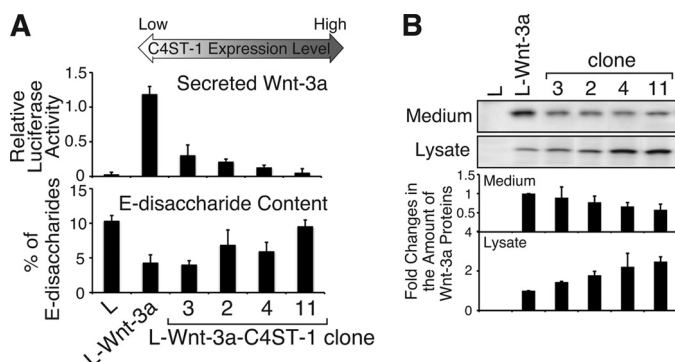 A
Low
High
C4ST-1 Expression Level
Secreted Wnt-3a
Relative
Luciferase
Activity
1.5
1.0
0.5
0
E-disaccharide Content
% of
E-disaccharides
15
10
5
0
L
L-Wnt-3a
3
2
4
11
L-Wnt-3a-C4ST-1 clone
B
L
L-Wnt-3a
clone
3
2
4
11
Medium
Lysate
Fold Changes in
the Amount of
Wnt-3a Proteins
Medium
1.5
1
0.5
4
Lysate
2
0